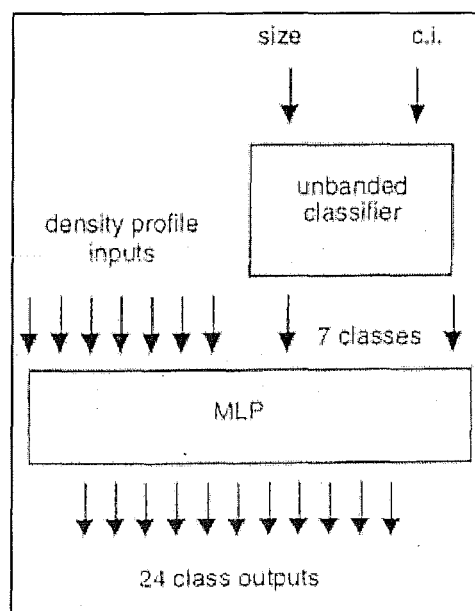 size c.i.
unbanded
classifier
density profile
inputs
7 classes
MLP
24 class outputs